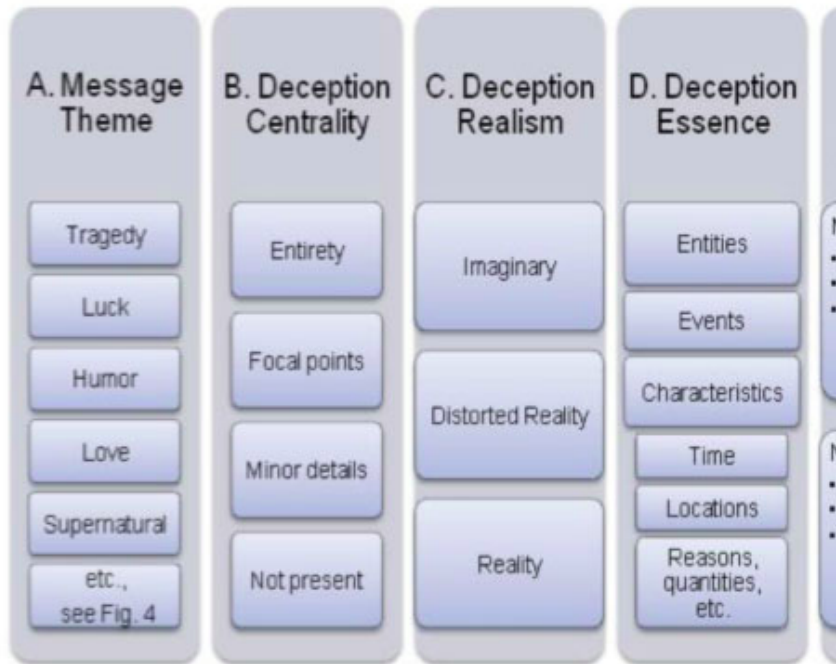 A. Message
Theme
Tragedy
Luck
Humor
Love
Supernatural
etc.,
see Fig. 4
B. Deception
Centrality
Entirety
Focal points
Minor details
Not present
C. Deception
Realism
Imaginary
Distorted Reality
Reality
D. Deception
Essence
Entities
Events
Characteristics
Time
Locations
Reasons,
quantities,
etc.